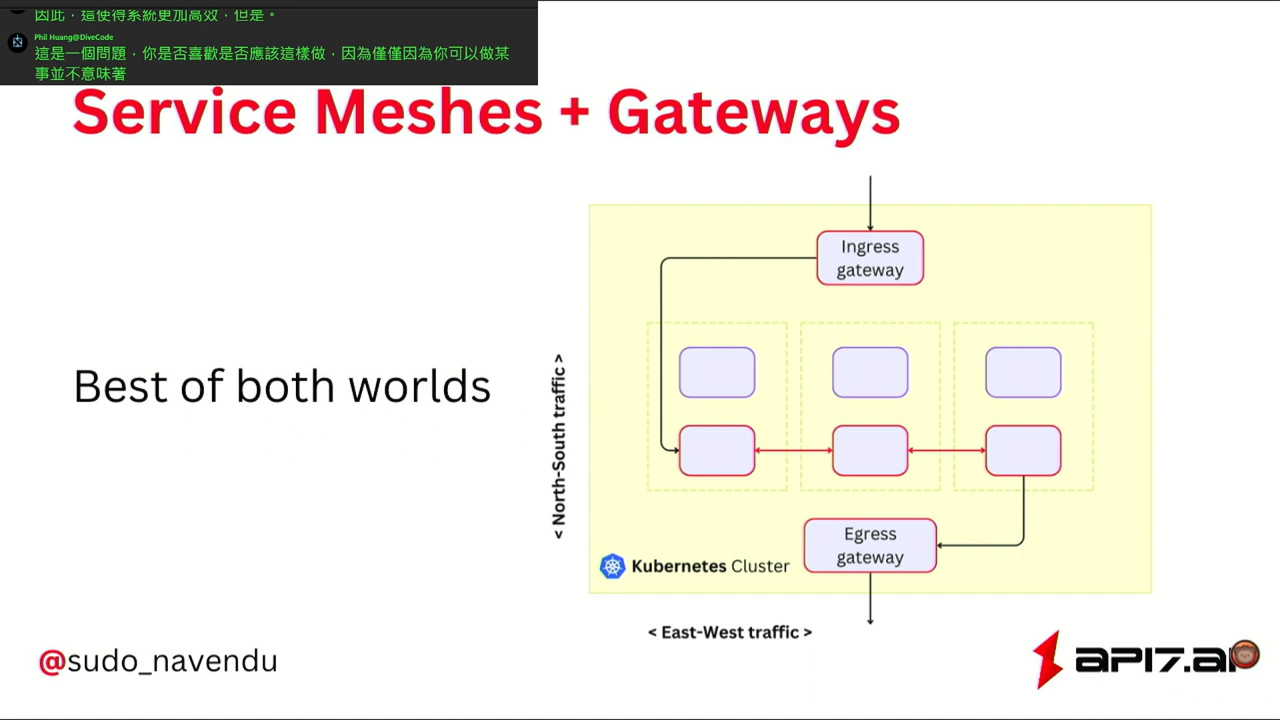 因此，這使得系統更加高效，但是。
Phil Huang@DiveCode
這是一個問題，你是否喜歡是否應該這樣做，因為僅僅因為你可以做某
事並不意味著
Service Meshes + Gateways
Best of both worlds
Ingress
gateway
< North-South traffic >
Egress
gateway
Kubernetes Cluster
< East-West traffic >
@sudo_navendu
API7.ai